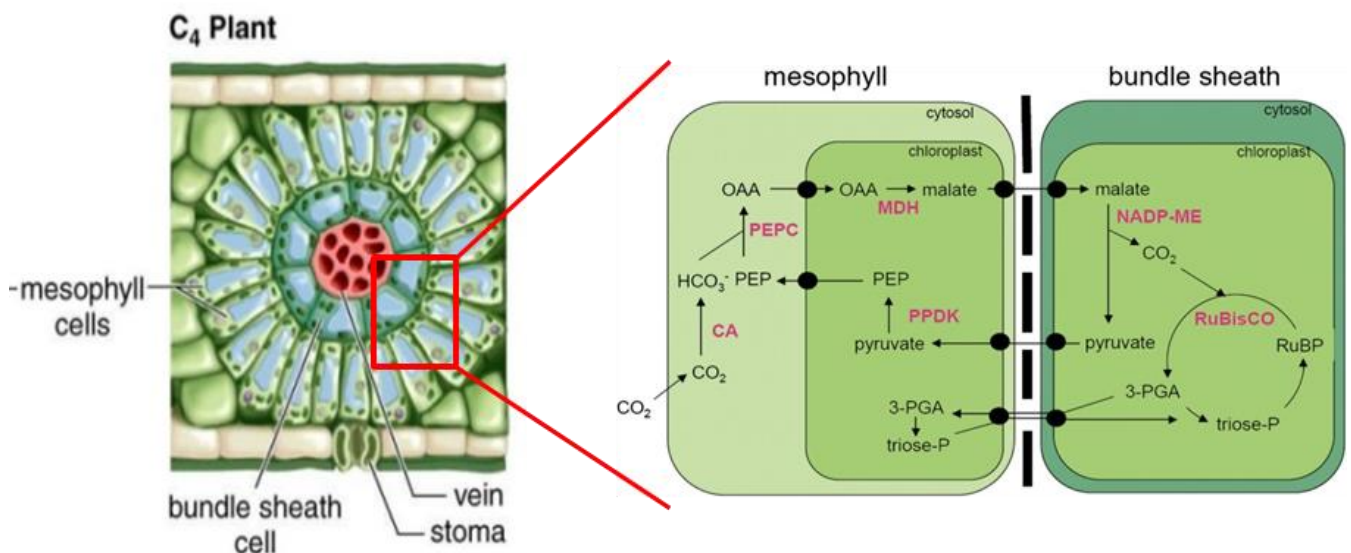 C₄ Plant
mesophyll
cells
bundle sheath
cell
vein
stoma
mesophyll
bundle sheath
cytosol
cytosol
chloroplast
chloroplast
OAA
OAA
malate
malate
MDH
NADP-ME
PEPC
CO₂
HCO₃⁻
PEP
PEP
RuBisCO
CA
PPDK
pyruvate
pyruvate
RuBP
CO₂
3-PGA
3-PGA
CO₂
triose-P
triose-P